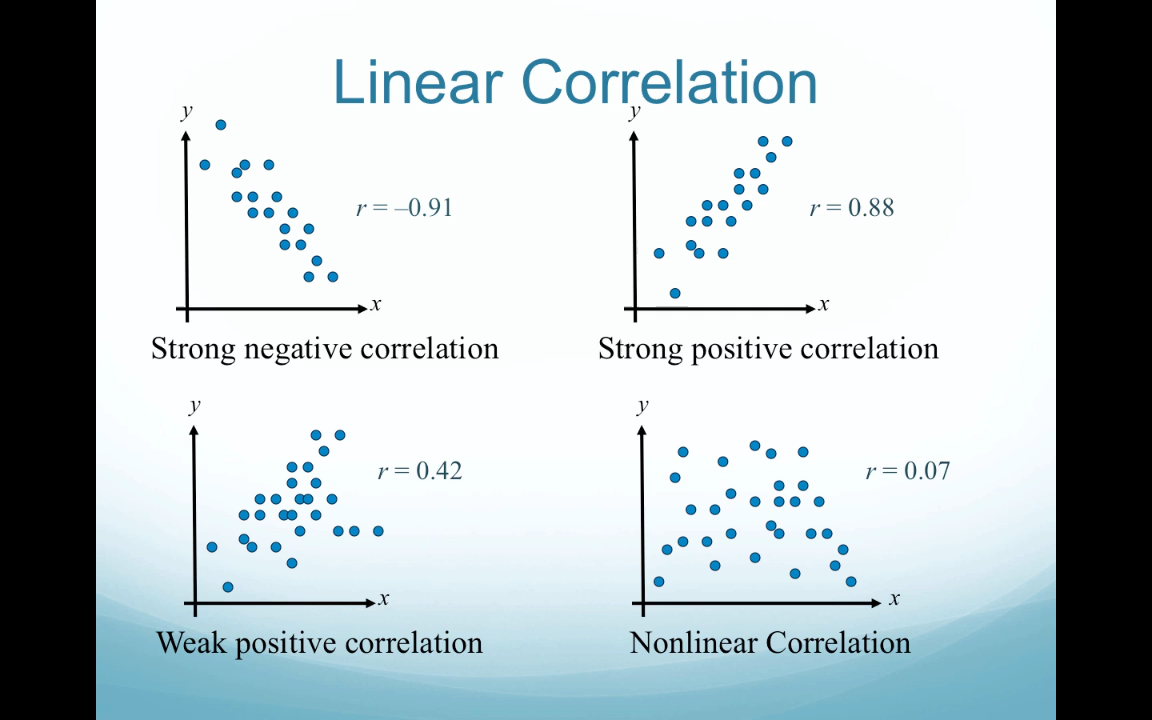 Linear Correlation
y
r = –0.91
x
Strong negative correlation
y
r = 0.88
x
Strong positive correlation
y
r = 0.42
x
Weak positive correlation
y
r = 0.07
x
Nonlinear Correlation